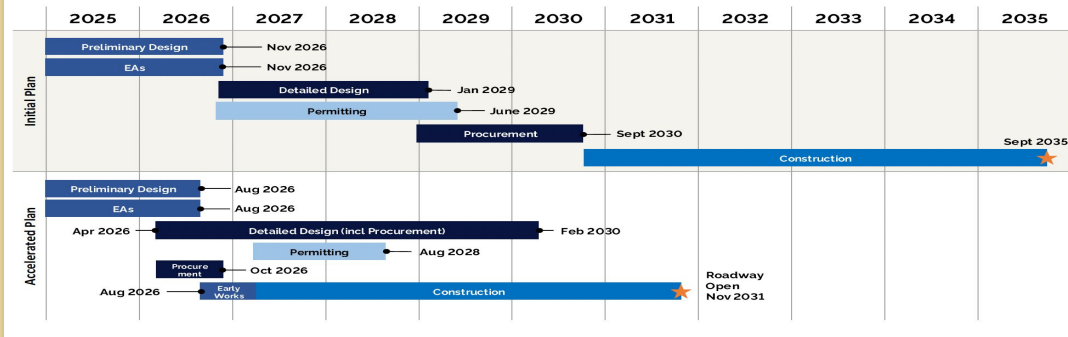 2025 2026 2027 2028 2029 2030 2031 2032 2033 2034 2035
Initial Plan
Preliminary Design Nov 2026
EAs Nov 2026
Detailed Design Jan 2029
Permitting June 2029
Procurement Sept 2030
Sept 2035
Construction
Accelerated Plan
Preliminary Design Aug 2026
EAs Aug 2026
Apr 2026 Detailed Design (incl Procurement) Feb 2030
Permitting Aug 2028
Procure
ment
Oct 2026
Aug 2026
Early
Works
Construction
Roadway
Open
Nov 2031